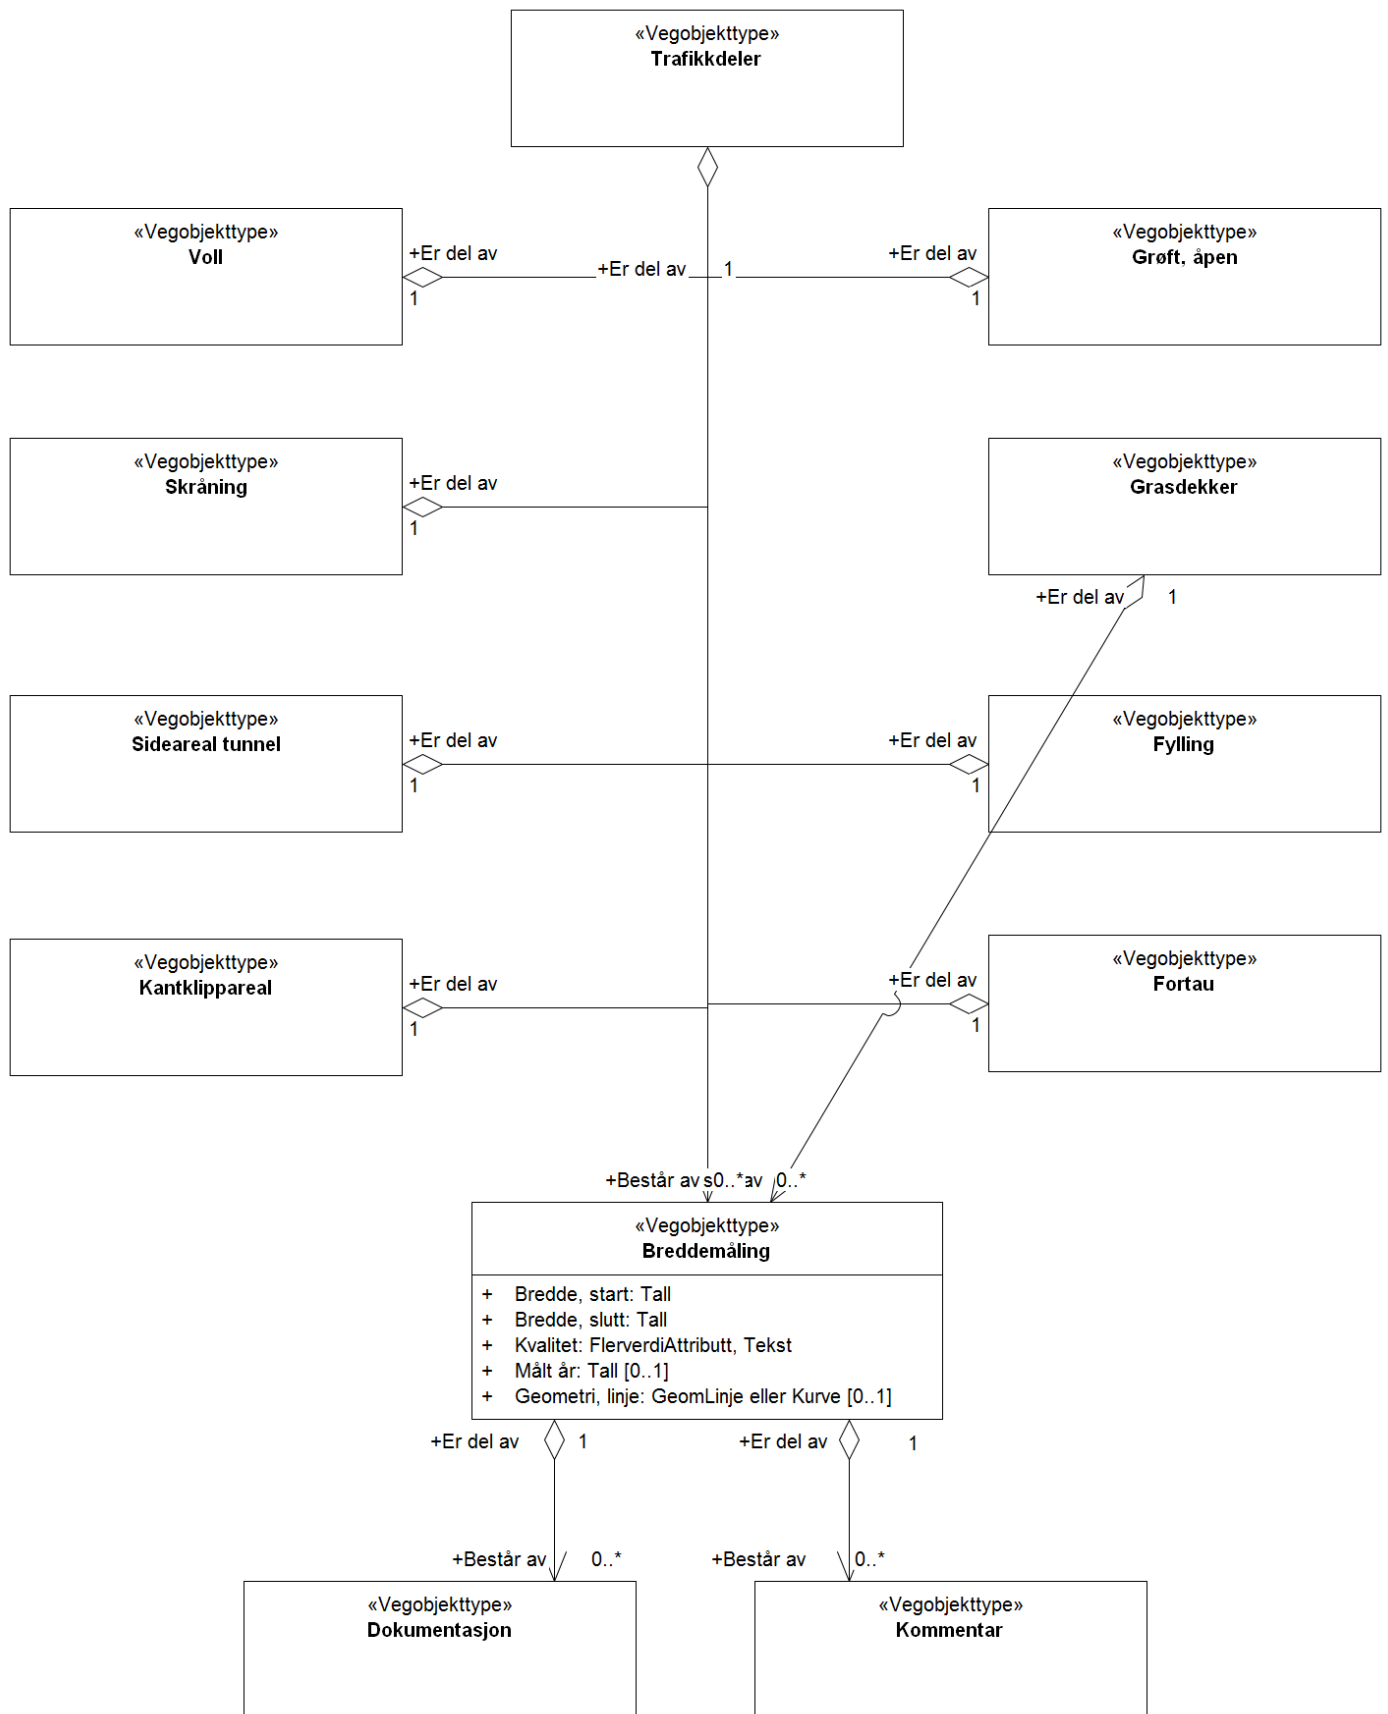 «Vegobjekttype»
Trafikkdeler
«Vegobjekttype»
Voll
+Er del av
1
+Er del av
1
+Er del av
1
«Vegobjekttype»
Grøft, åpen
«Vegobjekttype»
Skråning
+Er del av
1
«Vegobjekttype»
Grasdekker
+Er del av
1
«Vegobjekttype»
Sideareal tunnel
+Er del av
1
+Er del av
1
«Vegobjekttype»
Fylling
«Vegobjekttype»
Kantklippareal
+Er del av
1
+Er del av
1
«Vegobjekttype»
Fortau
+Består av
0..*
av
0..*
«Vegobjekttype»
Breddemåling
+ Bredde, start: Tall
+ Bredde, slutt: Tall
+ Kvalitet: FlerverdiAttributt, Tekst
+ Målt år: Tall [0..1]
+ Geometri, linje: GeomLinje eller Kurve [0..1]
+Er del av
1
+Er del av
1
+Består av
0..*
+Består av
0..*
«Vegobjekttype»
Dokumentasjon
«Vegobjekttype»
Kommentar